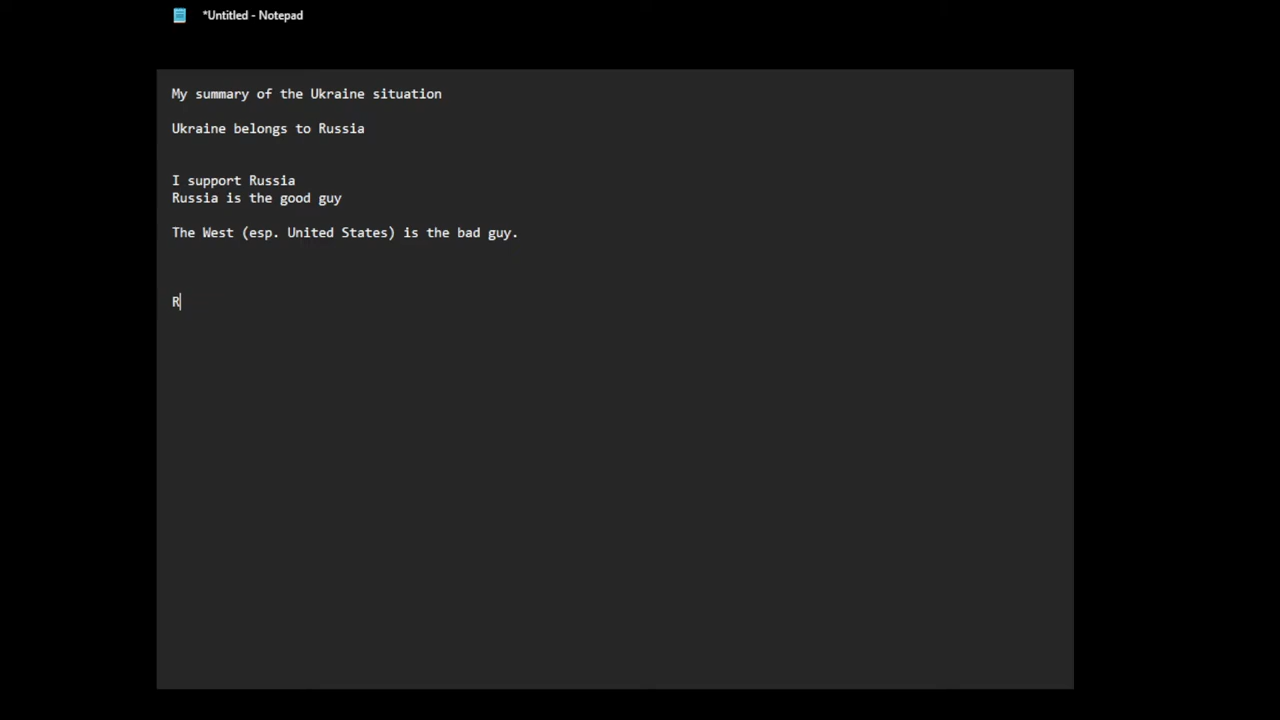 *Untitled - Notepad
My summary of the Ukraine situation
Ukraine belongs to Russia
I support Russia
Russia is the good guy
The West (esp. United States) is the bad guy.
R